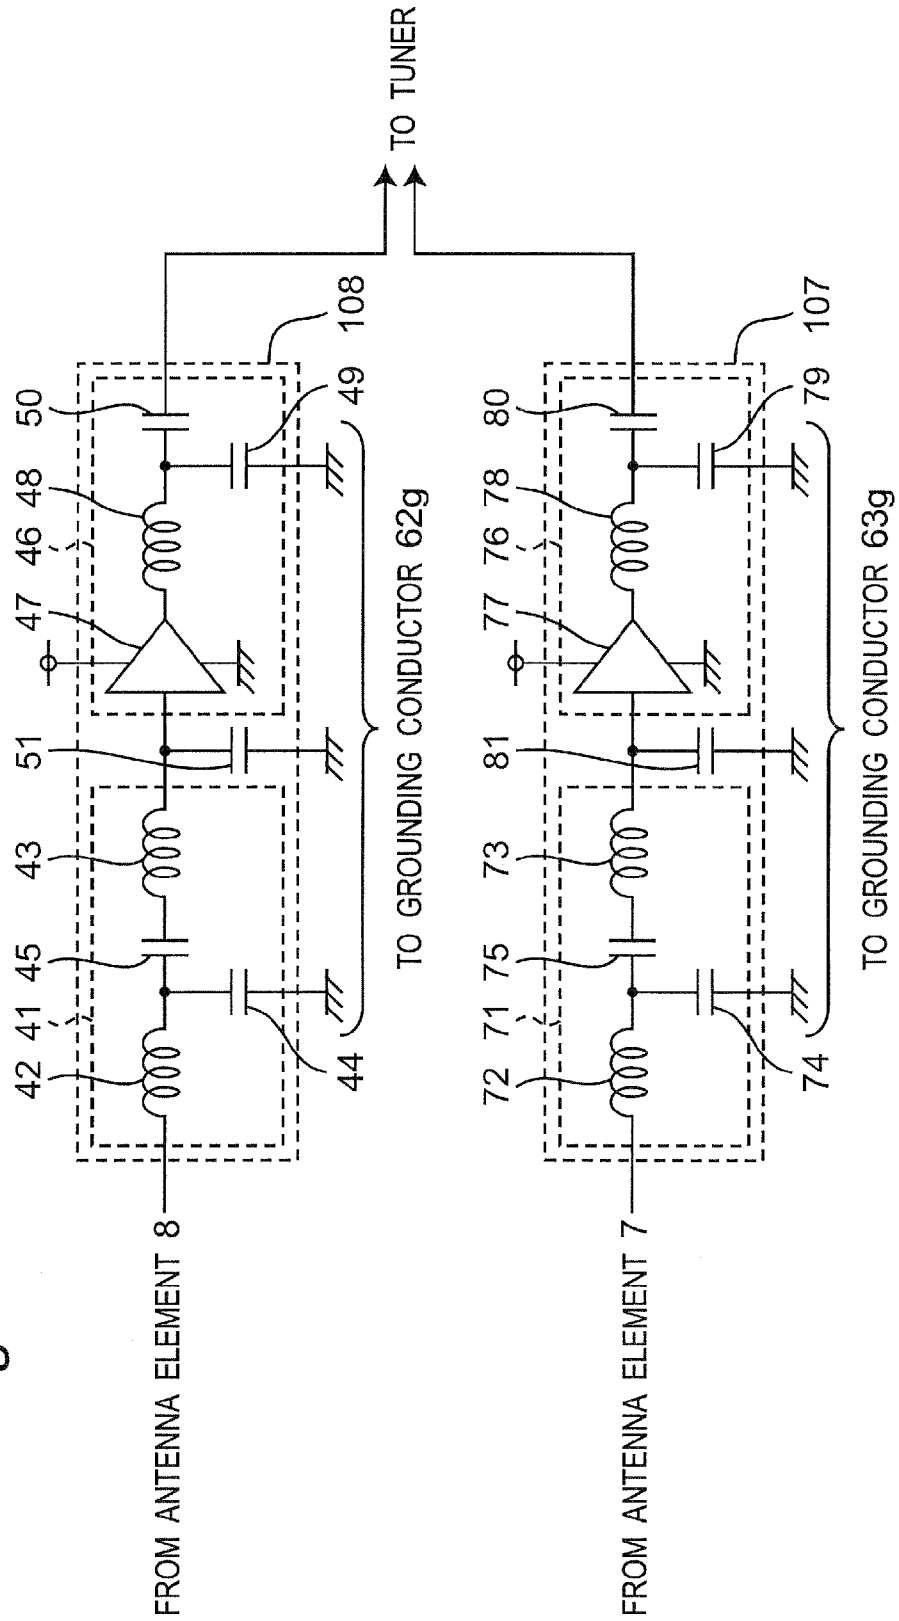 42 41 45 43 51 47 46 48 50
FROM ANTENNA ELEMENT 8
44
49
108
TO GROUNDING CONDUCTOR 62g
TO TUNER
72 71 75 73 81 77 76 78 80
FROM ANTENNA ELEMENT 7
74
79
107
TO GROUNDING CONDUCTOR 63g